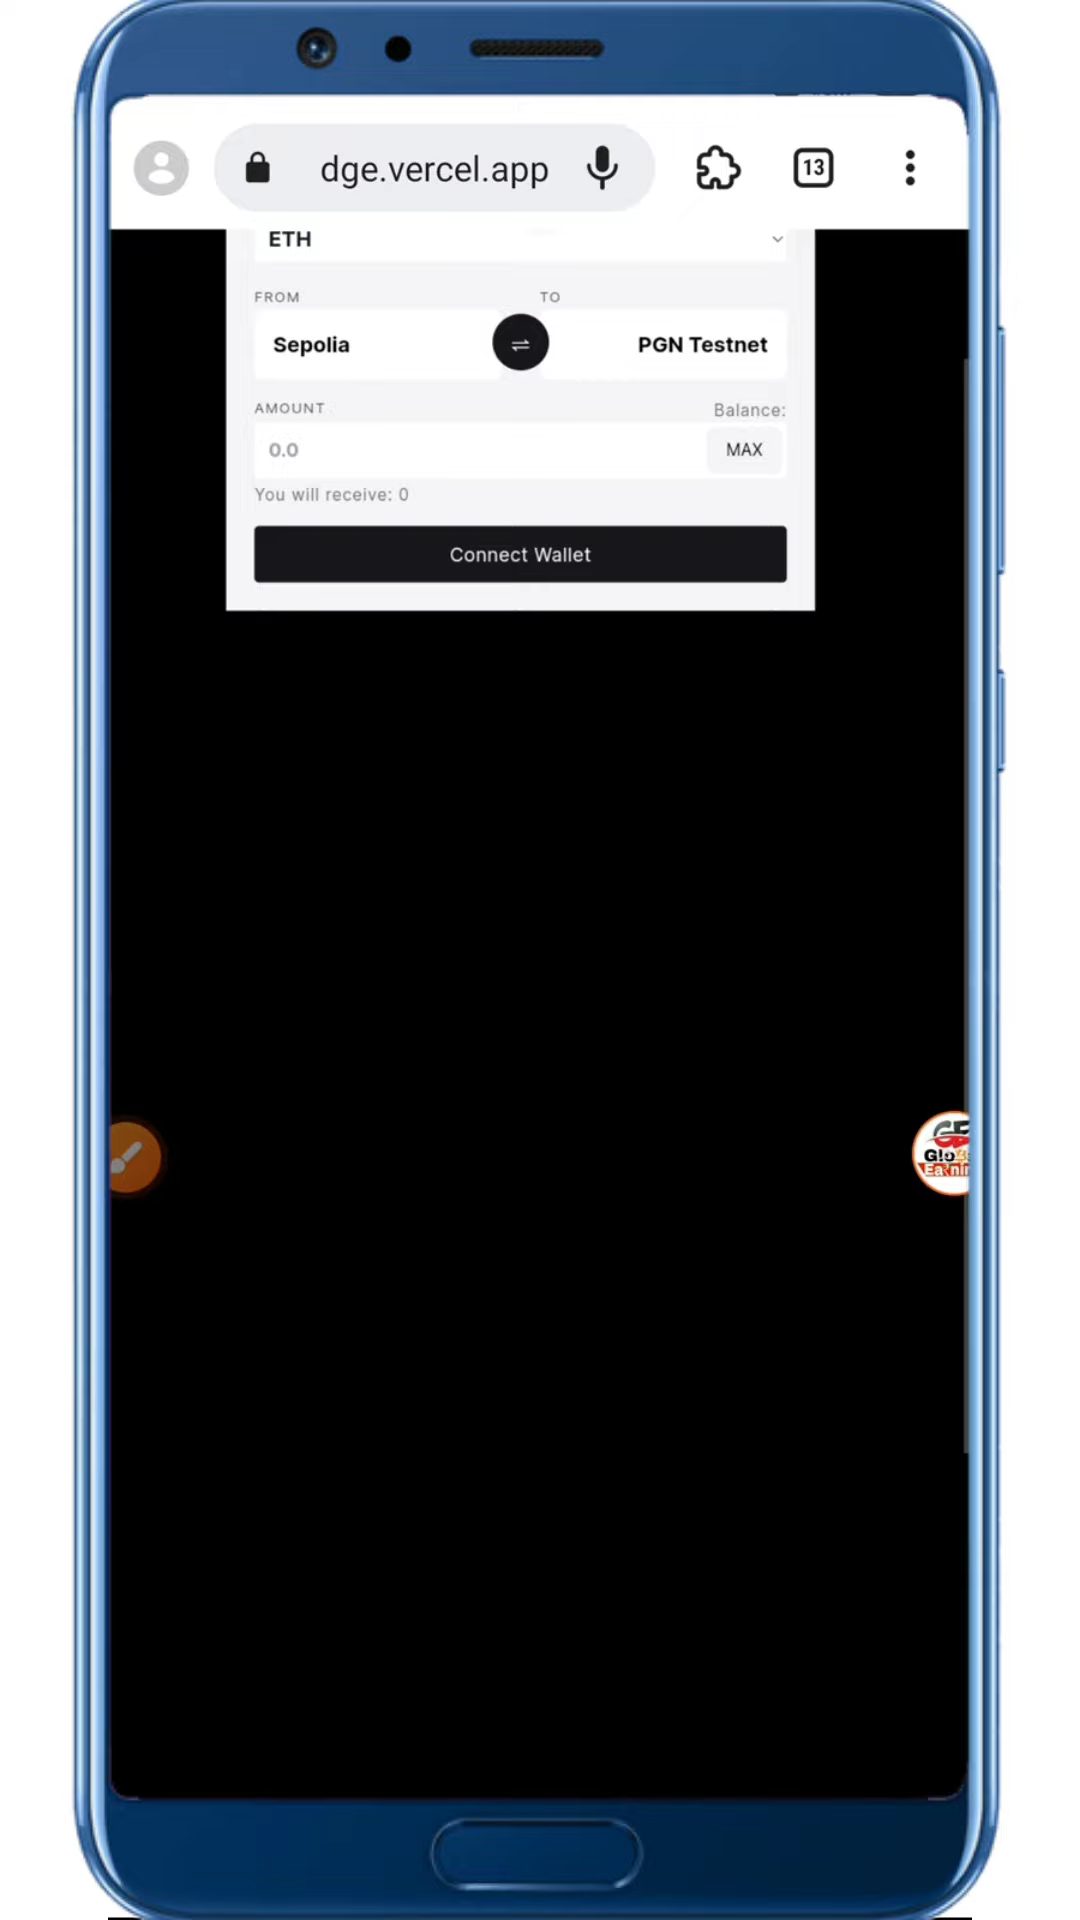 dge.vercel.app
13
ETH
FROM
TO
Sepolia
PGN Testnet
AMOUNT
Balance:
0.0
MAX
You will receive: 0
Connect Wallet